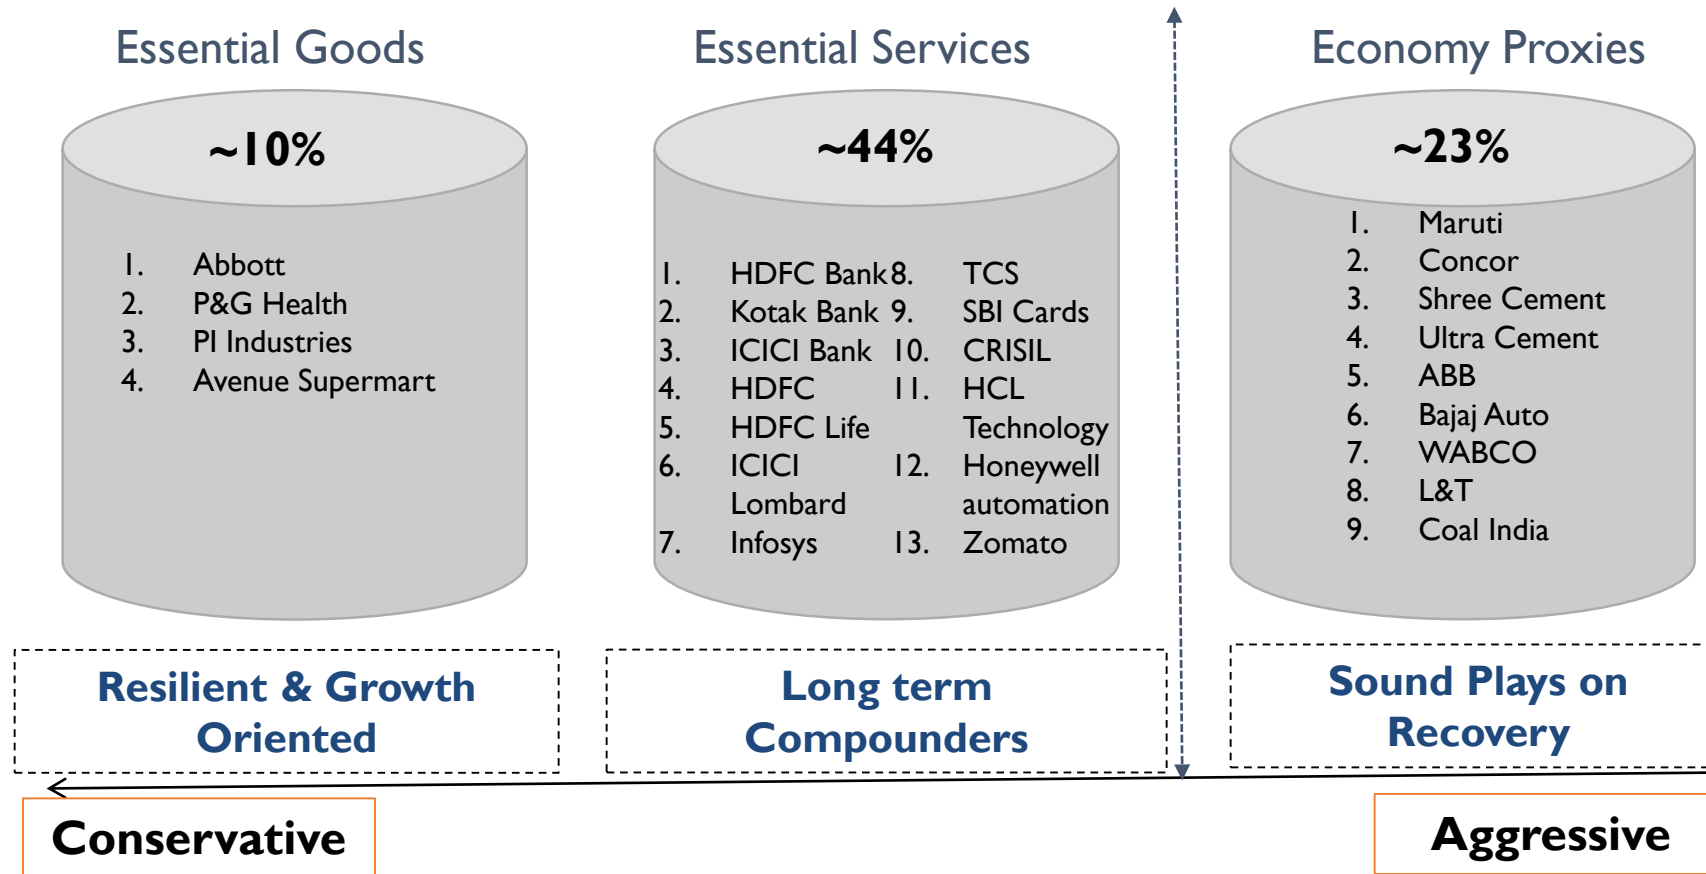 Essential Goods
~10%
1. Abbott
2. P&G Health
3. PI Industries
4. Avenue Supermart
Resilient & Growth
Oriented
Essential Services
~44%
1. HDFC Bank
2. Kotak Bank
3. ICICI Bank
4. HDFC
5. HDFC Life
6. ICICI
Lombard
7. Infosys
8. TCS
9. SBI Cards
10. CRISIL
11. HCL
Technology
12. Honeywell
automation
13. Zomato
Long term
Compounders
Economy Proxies
~23%
1. Maruti
2. Concor
3. Shree Cement
4. Ultra Cement
5. ABB
6. Bajaj Auto
7. WABCO
8. L&T
9. Coal India
Sound Plays on
Recovery
Conservative
Aggressive